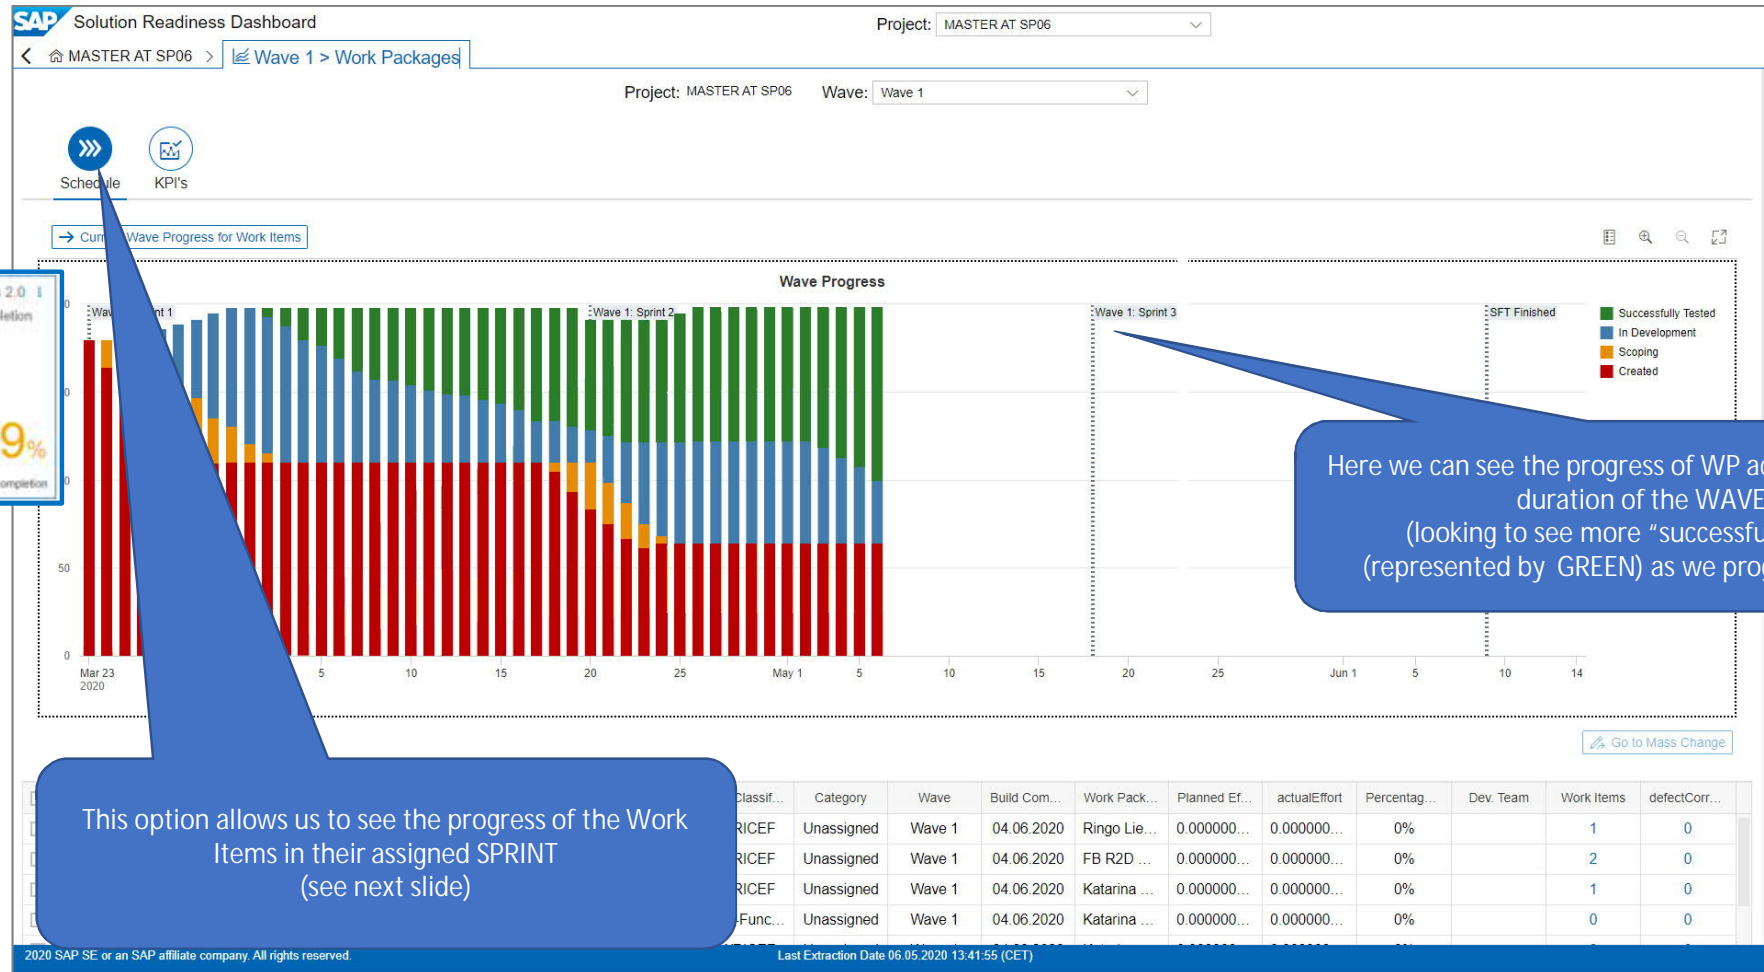 SAP Solution Readiness Dashboard
Project: MASTER AT SP06
MASTER AT SP06 > Wave 1 > Work Packages
Project: MASTER AT SP06 Wave: Wave 1
Schedule KPI's
Wave Progress for Work Items
Wave Progress
2.0
9%
Wave 1: Sprint 2
Wave 1: Sprint 3
SFT Finished
Successfully Tested
In Development
Scoping
Created
50
0
Mar 23 5 10 15 20 25 May 1 5 10 15 20 25 Jun 1 5 10 14
2020
Here we can see the progress of WP
duration of the WAVE
(looking to see more “successfu
(represented by GREEN) as we prog
Go to Mass Change
This option allows us to see the progress of the Work
Items in their assigned SPRINT
(see next slide)
Classif... Category Wave Build Com... Work Pack... Planned Ef... actualEffort Percentag... Dev. Team Work Items defectCorr...
RICEF Unassigned Wave 1 04.06.2020 Ringo Lie... 0.000000... 0.000000... 0% 1 0
RICEF Unassigned Wave 1 04.06.2020 FB R2D ... 0.000000... 0.000000... 0% 2 0
RICEF Unassigned Wave 1 04.06.2020 Katarina ... 0.000000... 0.000000... 0% 1 0
-Func... Unassigned Wave 1 04.06.2020 Katarina ... 0.000000... 0.000000... 0% 0 0
2020 SAP SE or an SAP affiliate company. All rights reserved. Last Extraction Date 06.05.2020 13:41:55 (CET)